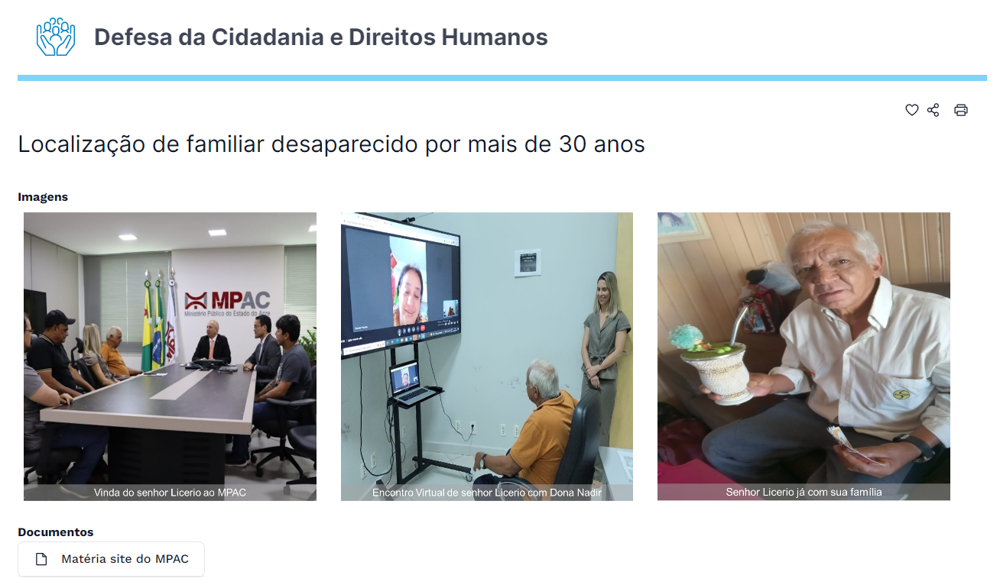 Defesa da Cidadania e Direitos Humanos
Localização de familiar desaparecido por mais de 30 anos
Imagens
MPAC
Ministério Público do Estado do Acre
Vinda do senhor Licerio ao MPAC
Encontro Virtual de senhor Licerio com Dona Nadir
Senhor Licerio já com sua família
Documentos
Matéria site do MPAC